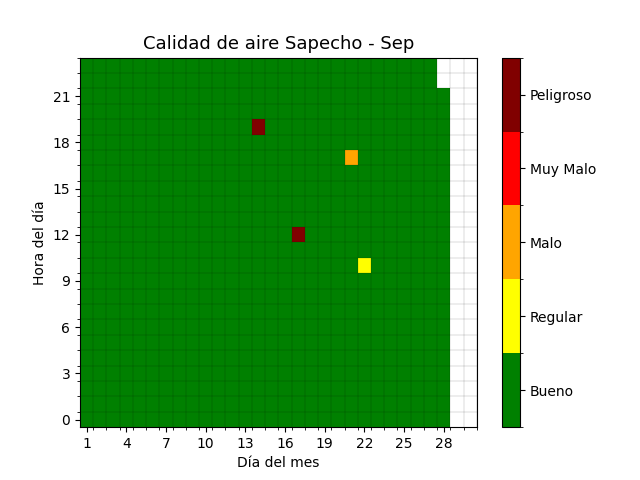 Calidad de aire Sapecho - Sep
Hora del día
21
18
15
12
9
6
3
0
1 4 7 10 13 16 19 22 25 28
Día del mes
Peligroso
Muy Malo
Malo
Regular
Bueno